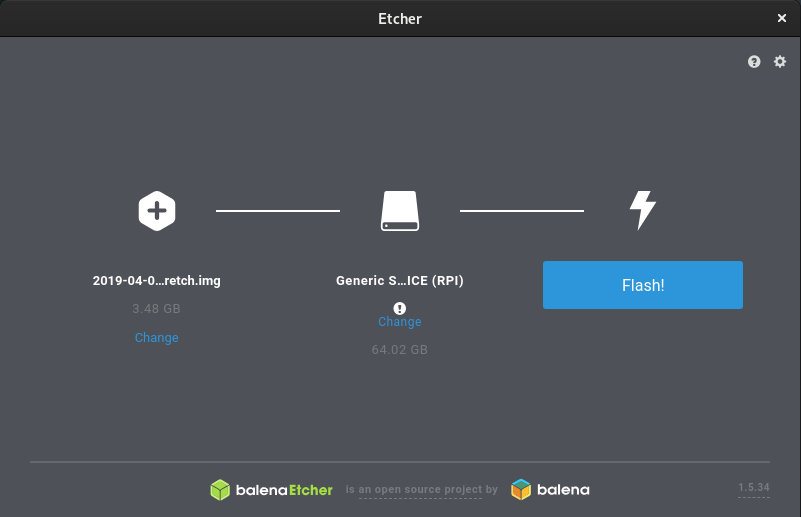 Etcher
2019-04-0...retch.img
3.48 GB
Change
Generic S...ICE (RPI)
Change
64.02 GB
Flash!
balenaEtcher is an open source project by balena
1.5.34